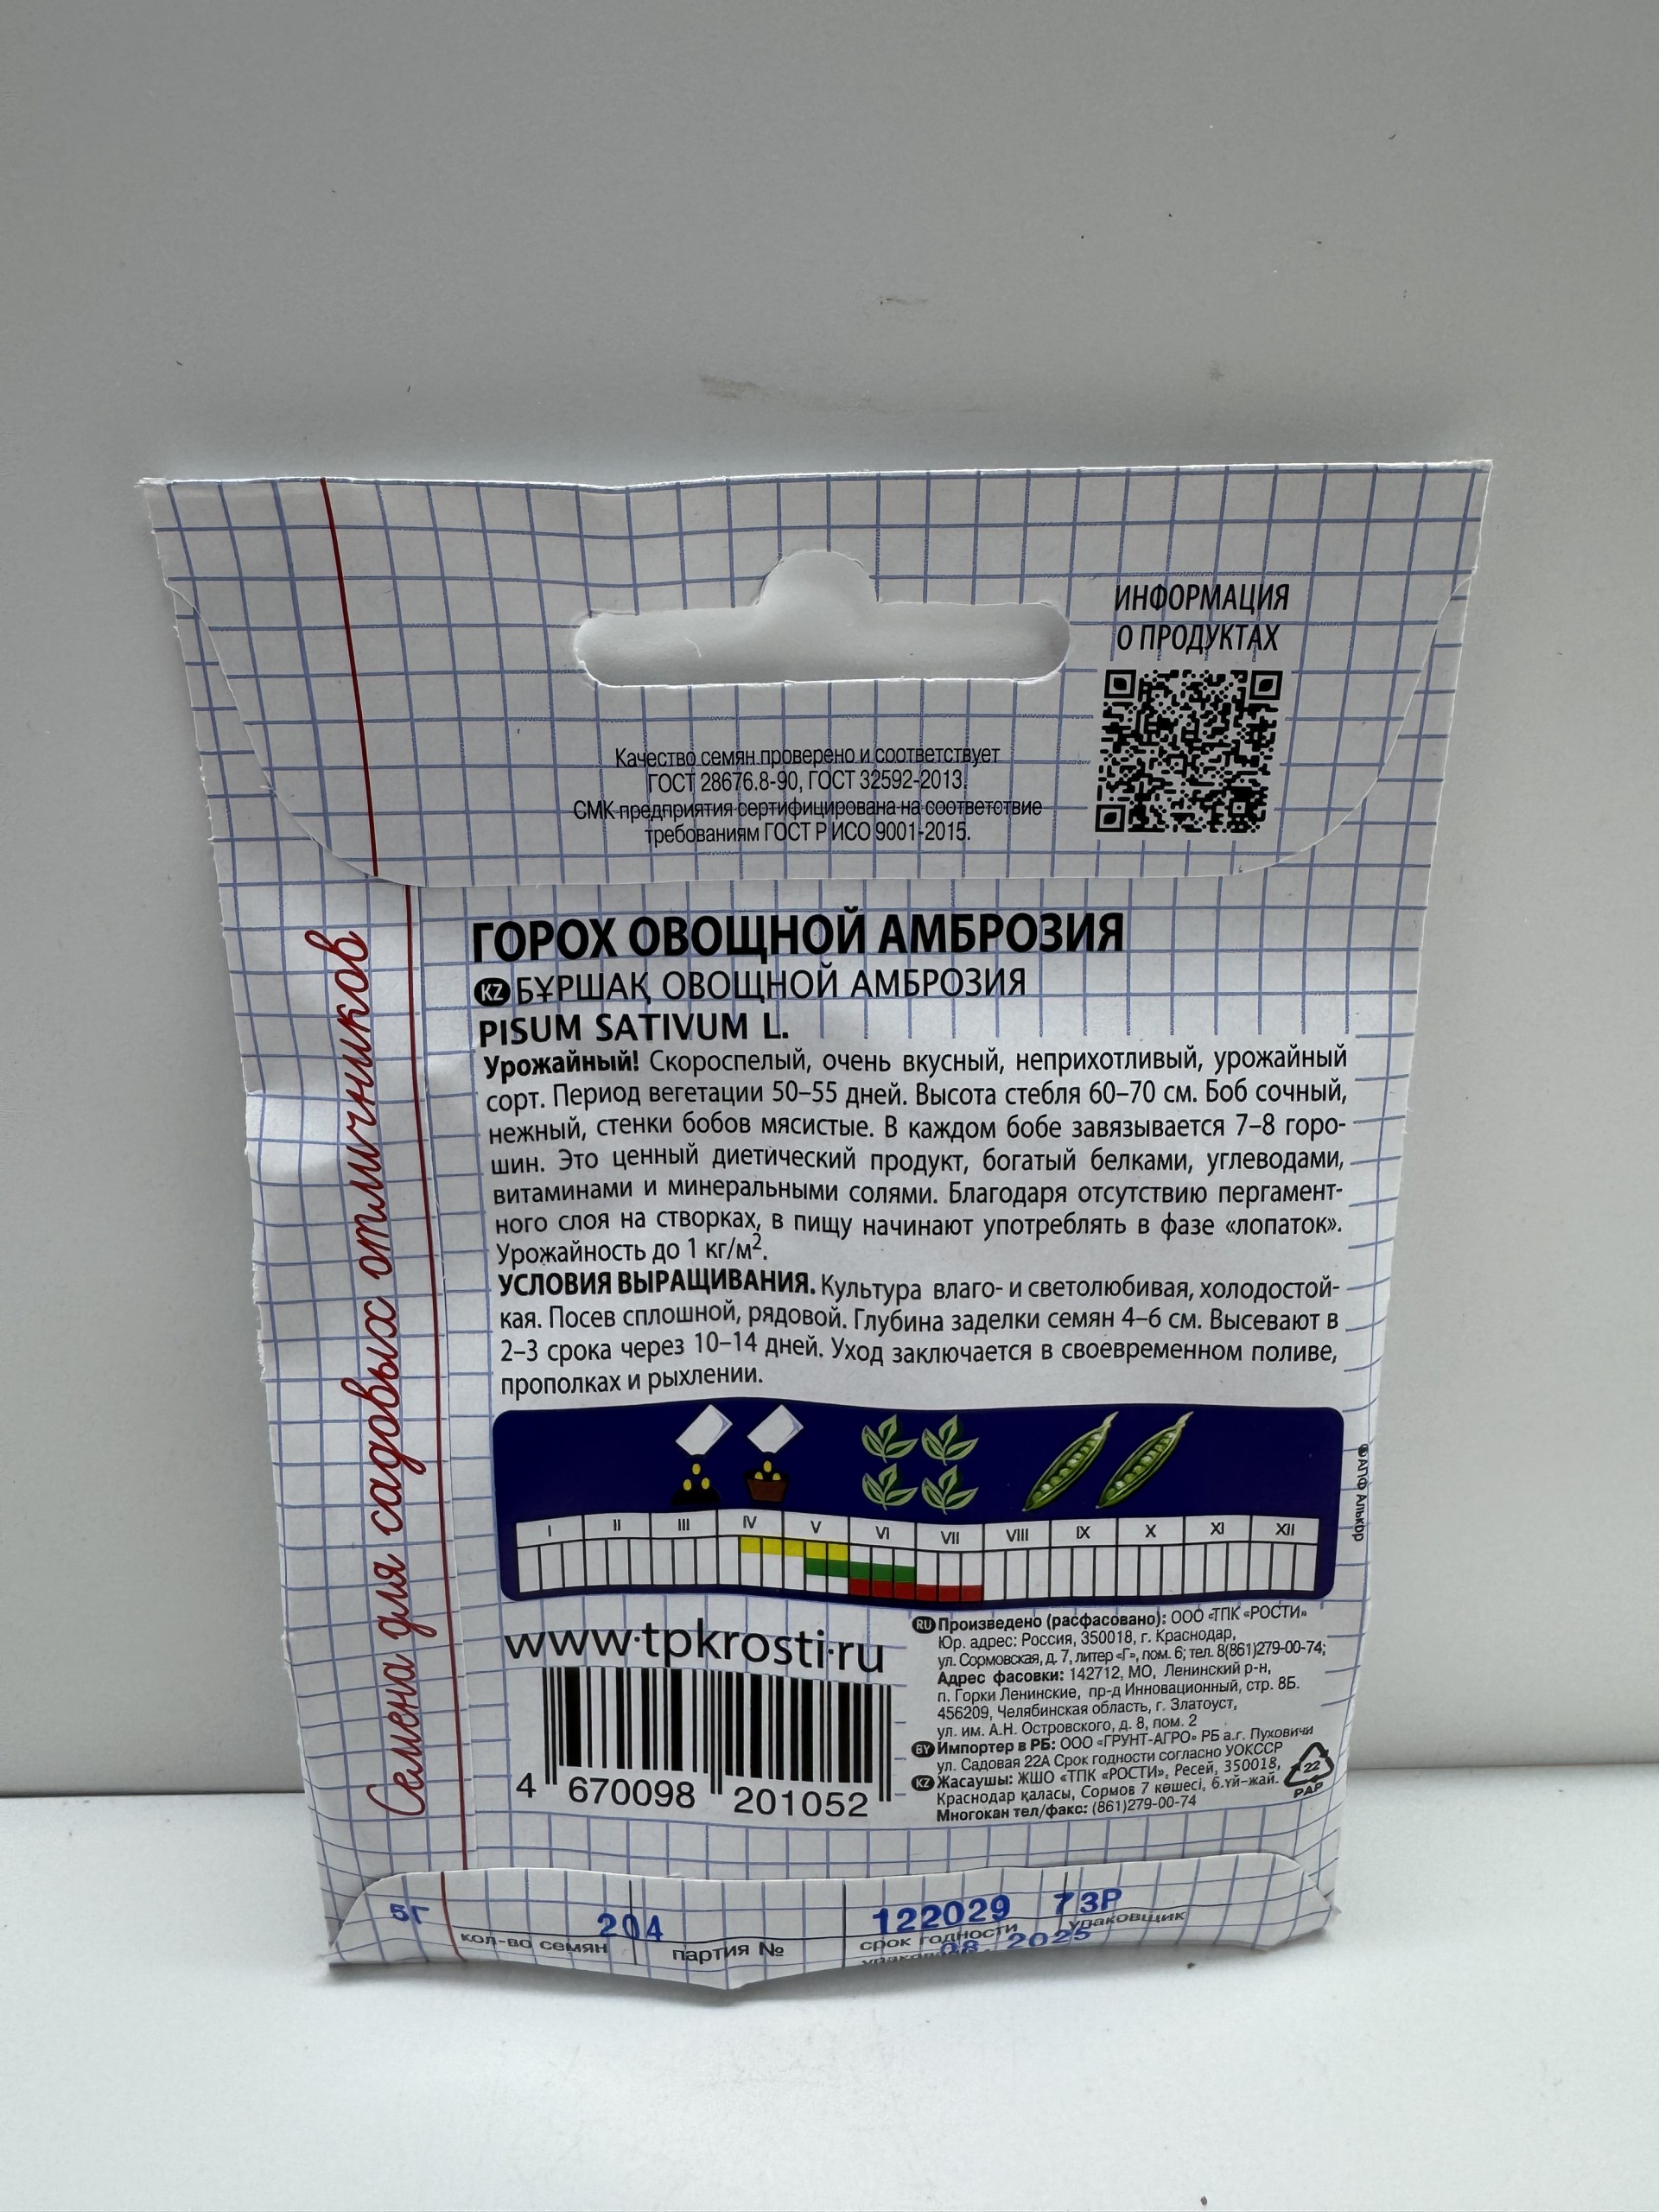 ИНФОРМАЦИЯ
О ПРОДУКТАХ
Качество семян проверено и соответствует
ГОСТ 28676.8-90, ГОСТ 32592-2013.
СМК предприятия сертифицирована на соответствие
требованиям ГОСТ Р ИСО 9001-2015.
Семена для садовых отличников
ГОРОХ ОВОЩНОЙ АМБРОЗИЯ
KZ БҰРШАҚ ОВОЩНОЙ АМБРОЗИЯ
PISUM SATIVUM L.
Урожайный! Скороспелый, очень вкусный, неприхотливый, урожайный
сорт. Период вегетации 50–55 дней. Высота стебля 60–70 см. Боб сочный,
нежный, стенки бобов мясистые. В каждом бобе завязывается 7–8 горо-
шин. Это ценный диетический продукт, богатый белками, углеводами,
витаминами и минеральными солями. Благодаря отсутствию пергамент-
ного слоя на створках, в пищу начинают употреблять в фазе «лопаток».
Урожайность до 1 кг/м².
УСЛОВИЯ ВЫРАЩИВАНИЯ. Культура влаго- и светолюбивая, холодостой-
кая. Посев сплошной, рядовой. Глубина заделки семян 4–6 см. Высевают в
2–3 срока через 10–14 дней. Уход заключается в своевременном поливе,
прополках и рыхлении.
I II III IV V VI VII VIII IX X XI XII
© АПФ Алькор
www.tpkrosti.ru
4 670098 201052
RU Произведено (расфасовано): ООО «ТПК «РОСТИ»
Юр. адрес: Россия, 350018, г. Краснодар,
ул. Сормовская, д. 7, литер «Г», пом. 6; тел. 8(861)279-00-74;
Адрес фасовки: 142712, МО, Ленинский р-н,
п. Горки Ленинские, пр-д Инновационный, стр. 8Б.
456209, Челябинская область, г. Златоуст,
ул. им. А.Н. Островского, д. 8, пом. 2
BY Импортер в РБ: ООО «ГРУНТ-АГРО» РБ а.г. Пуховичи
ул. Садовая 22А Срок годности согласно УОКССР
KZ Жасаушы: ЖШО «ТПК «РОСТИ», Ресей, 350018,
Краснодар қаласы, Сормов 7 көшесі, 6.үй-жай.
Многокан тел/факс: (861)279-00-74
22
PAP
5Г 204 122029 73Р
кол-во семян партия № срок годности упаковщик
08 2025